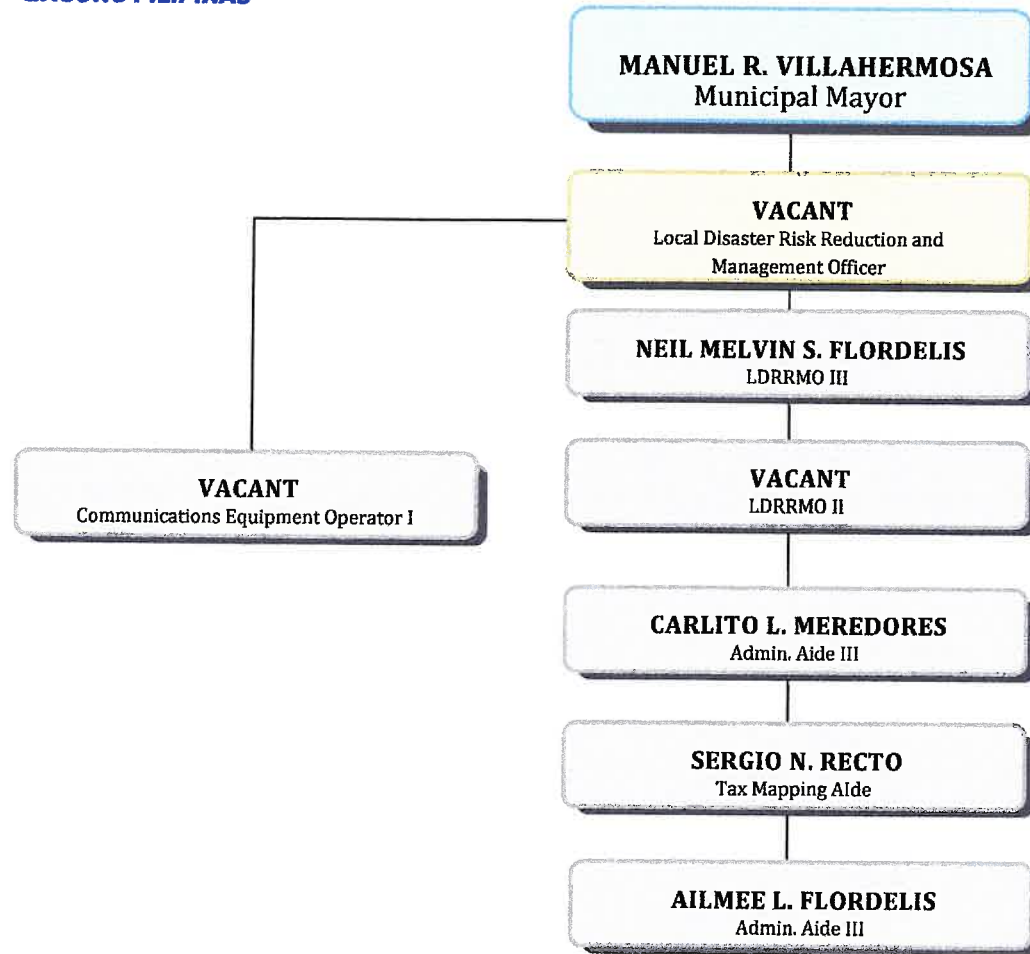 MANUEL R. VILLAHERMOSA
Municipal Mayor
VACANT
Local Disaster Risk Reduction and
Management Officer
NEIL MELVIN S. FLORDELIS
LDRRMO III
VACANT
Communications Equipment Operator I
VACANT
LDRRMO II
CARLITO L. MEREDORES
Admin. Aide III
SERGIO N. RECTO
Tax Mapping AIde
AILMEE L. FLORDELIS
Admin. Aide III